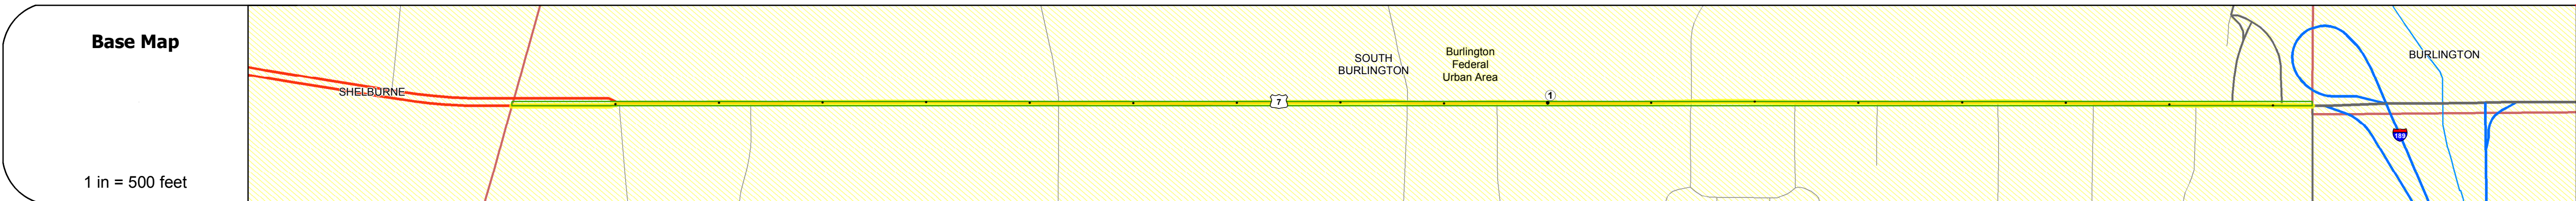 Base Map
1 in = 500 feet
SHELBURNE
7
SOUTH
BURLINGTON
Burlington
Federal
Urban Area
1
BURLINGTON
189